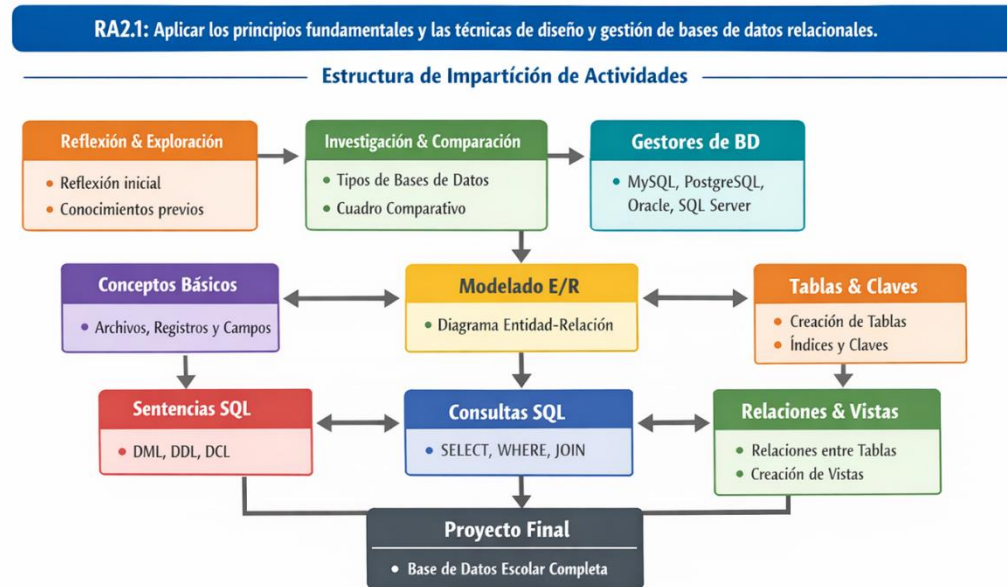 RA2.1: Aplicar los principios fundamentales y las técnicas de diseño y gestión de bases de datos relacionales.
Estructura de Impartición de Actividades
Reflexión & Exploración
• Reflexión inicial
• Conocimientos previos
Investigación & Comparación
• Tipos de Bases de Datos
• Cuadro Comparativo
Gestores de BD
• MySQL, PostgreSQL,
Oracle, SQL Server
Conceptos Básicos
• Archivos, Registros y Campos
Modelado E/R
• Diagrama Entidad-Relación
Tablas & Claves
• Creación de Tablas
• Índices y Claves
Sentencias SQL
• DML, DDL, DCL
Consultas SQL
• SELECT, WHERE, JOIN
Relaciones & Vistas
• Relaciones entre Tablas
• Creación de Vistas
Proyecto Final
• Base de Datos Escolar Completa